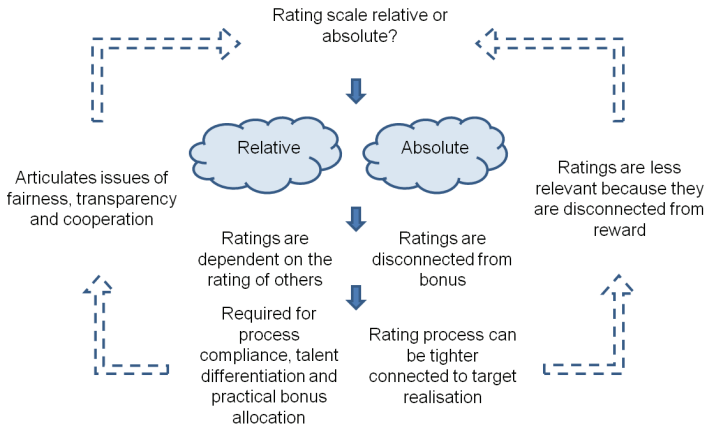 Rating scale relative or
absolute?
Relative
Absolute
Articulates issues of
fairness, transparency
and cooperation
Ratings are less
relevant because they
are disconnected from
reward
Ratings are
dependent on the
rating of others
Ratings are
disconnected from
bonus
Required for
process
compliance, talent
differentiation and
practical bonus
allocation
Rating process can
be tighter
connected to target
realisation